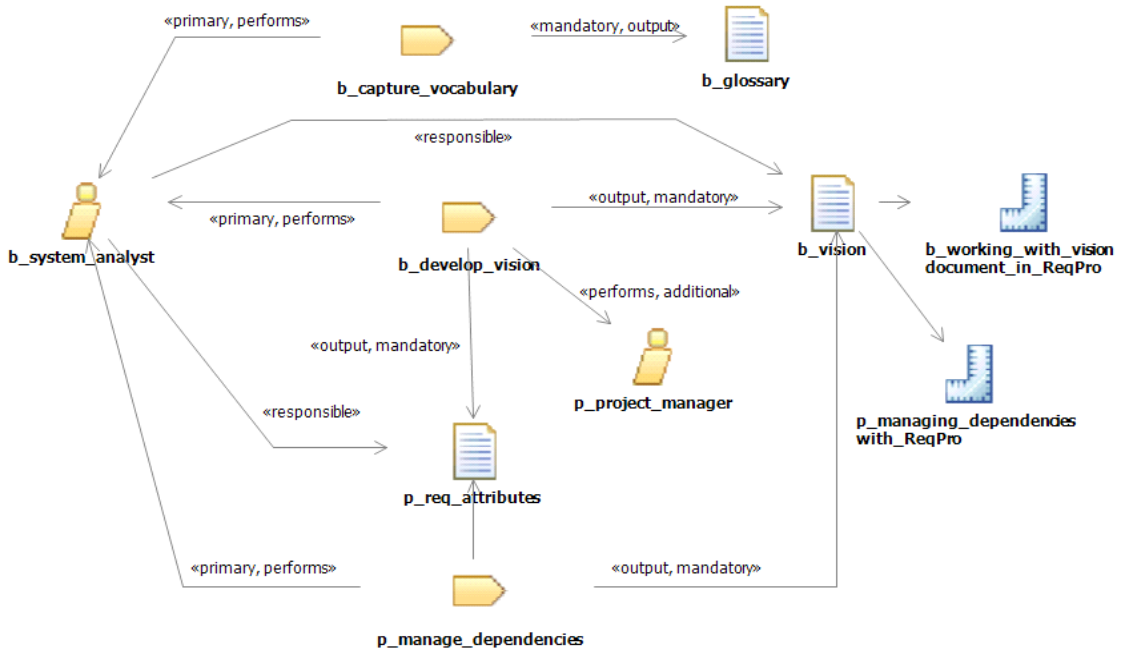 «primary, performs»
«mandatory, output»
b_capture_vocabulary
b_glossary
«responsible»
«output, mandatory»
«primary, performs»
b_system_analyst
b_develop_vision
b_vision
b_working_with_vision
document_in_ReqPro
«performs, additional»
«output, mandatory»
p_project_manager
«responsible»
p_managing_dependencies
with_ReqPro
p_req_attributes
«primary, performs»
«output, mandatory»
p_manage_dependencies